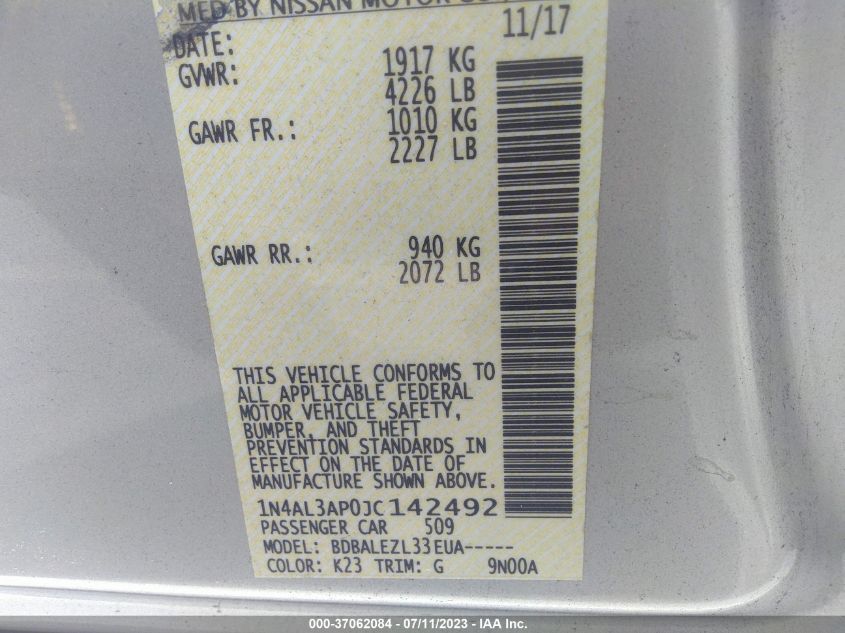 MFD BY NISSAN MOTOR CO
DATE: 11/17
GVWR: 1917 KG
4226 LB
GAWR FR.: 1010 KG
2227 LB
GAWR RR.: 940 KG
2072 LB
THIS VEHICLE CONFORMS TO
ALL APPLICABLE FEDERAL
MOTOR VEHICLE SAFETY,
BUMPER, AND THEFT
PREVENTION STANDARDS IN
EFFECT ON THE DATE OF
MANUFACTURE SHOWN ABOVE.
1N4AL3AP0JC142492
PASSENGER CAR 509
MODEL: BDBALEZL33EUA-----
COLOR: K23 TRIM: G 9N00A
000-37062084 - 07/11/2023 - IAA Inc.